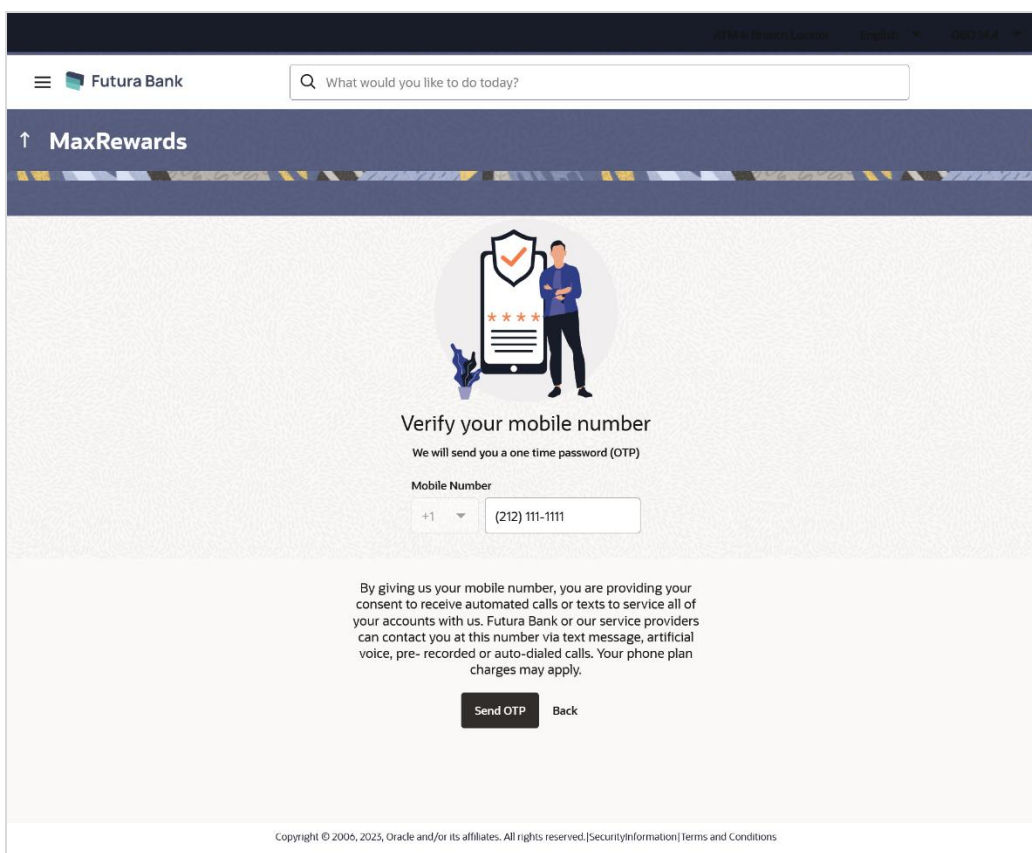 ATM & Branch Locator English
Futura Bank
What would you like to do today?
↑ MaxRewards
****
Verify your mobile number
We will send you a one time password (OTP)
Mobile Number
+1 (212) 111-1111
By giving us your mobile number, you are providing your
consent to receive automated calls or texts to service all of
your accounts with us. Futura Bank or our service providers
can contact you at this number via text message, artificial
voice, pre- recorded or auto-dialed calls. Your phone plan
charges may apply.
Send OTP Back
Copyright © 2006, 2023, Oracle and/or its affiliates. All rights reserved.|SecurityInformation|Terms and Conditions